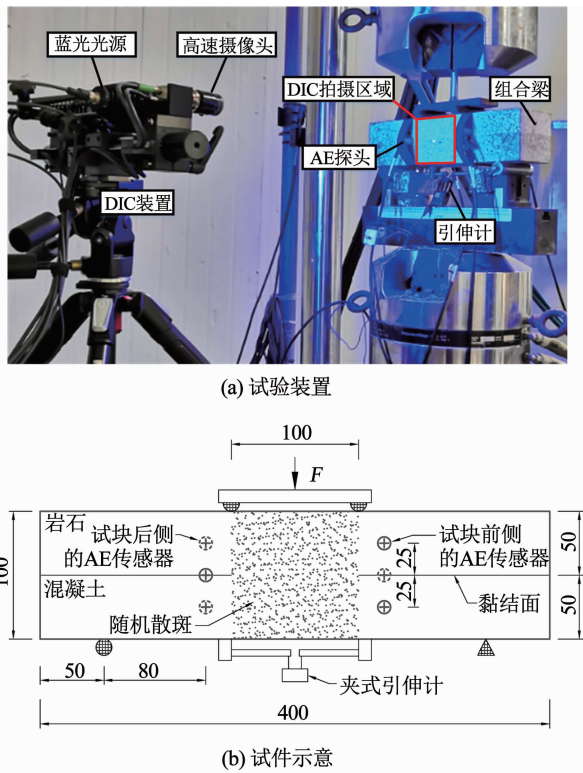 蓝光光源
高速摄像头
DIC拍摄区域
组合梁
AE探头
DIC装置
引伸计
(a) 试验装置
100
F
岩石
试块后侧
的AE传感器
试块前侧
的AE传感器
25
50
100
混凝土
25
50
随机散斑
黏结面
50
80
夹式引伸计
400
(b) 试件示意